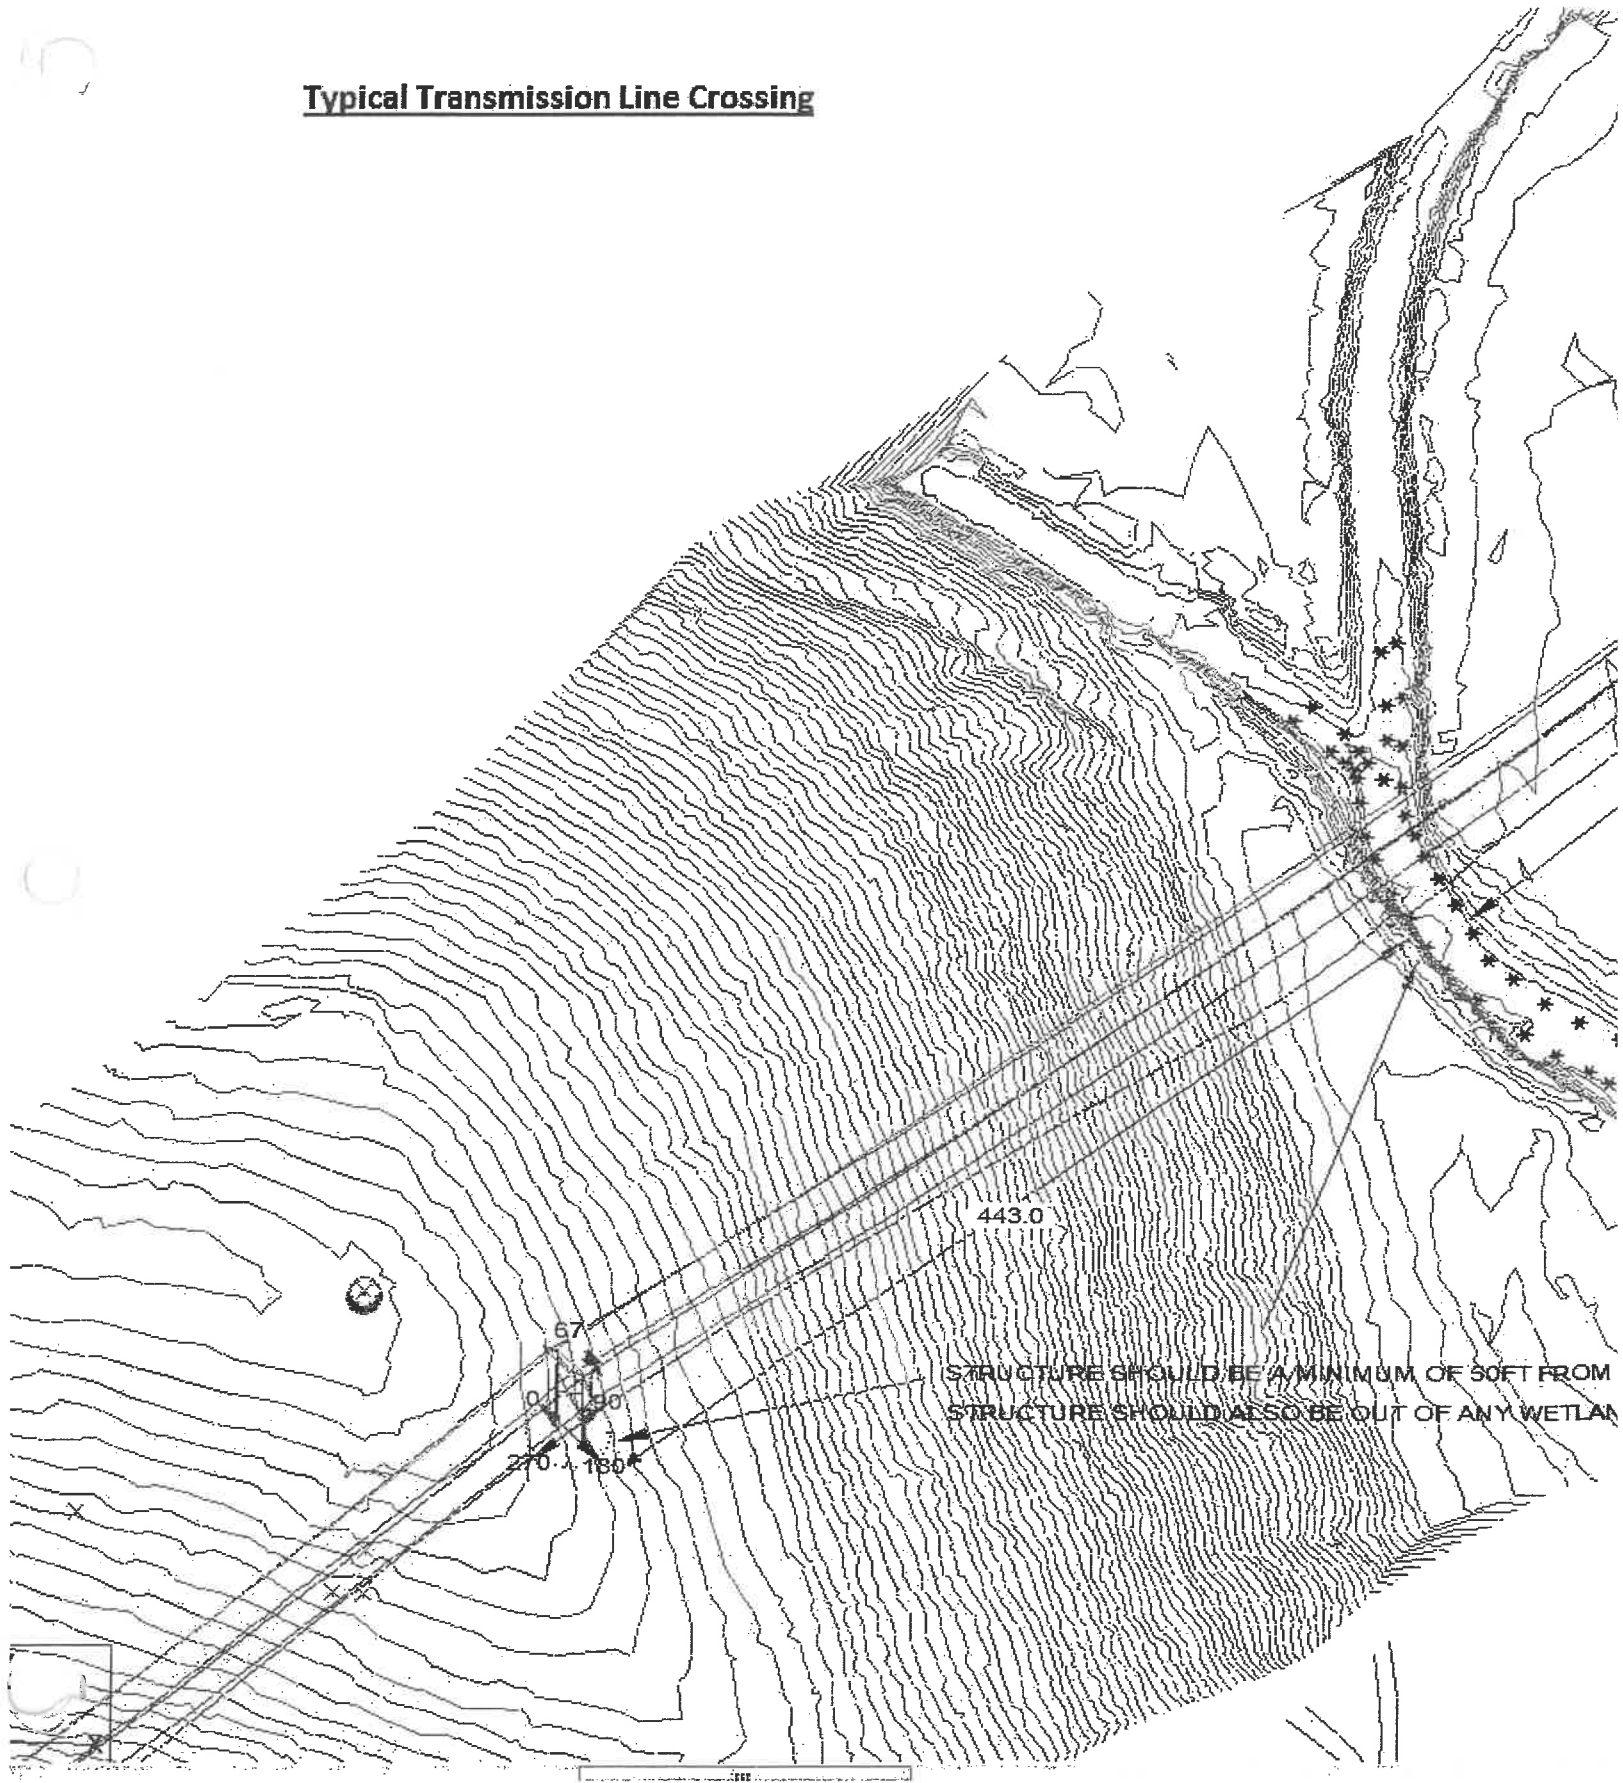 Typical Transmission Line Crossing
443.0
67
0
90
270
180
STRUCTURE SHOULD BE A MINIMUM OF 50FT FROM
STRUCTURE SHOULD ALSO BE OUT OF ANY WETLAN